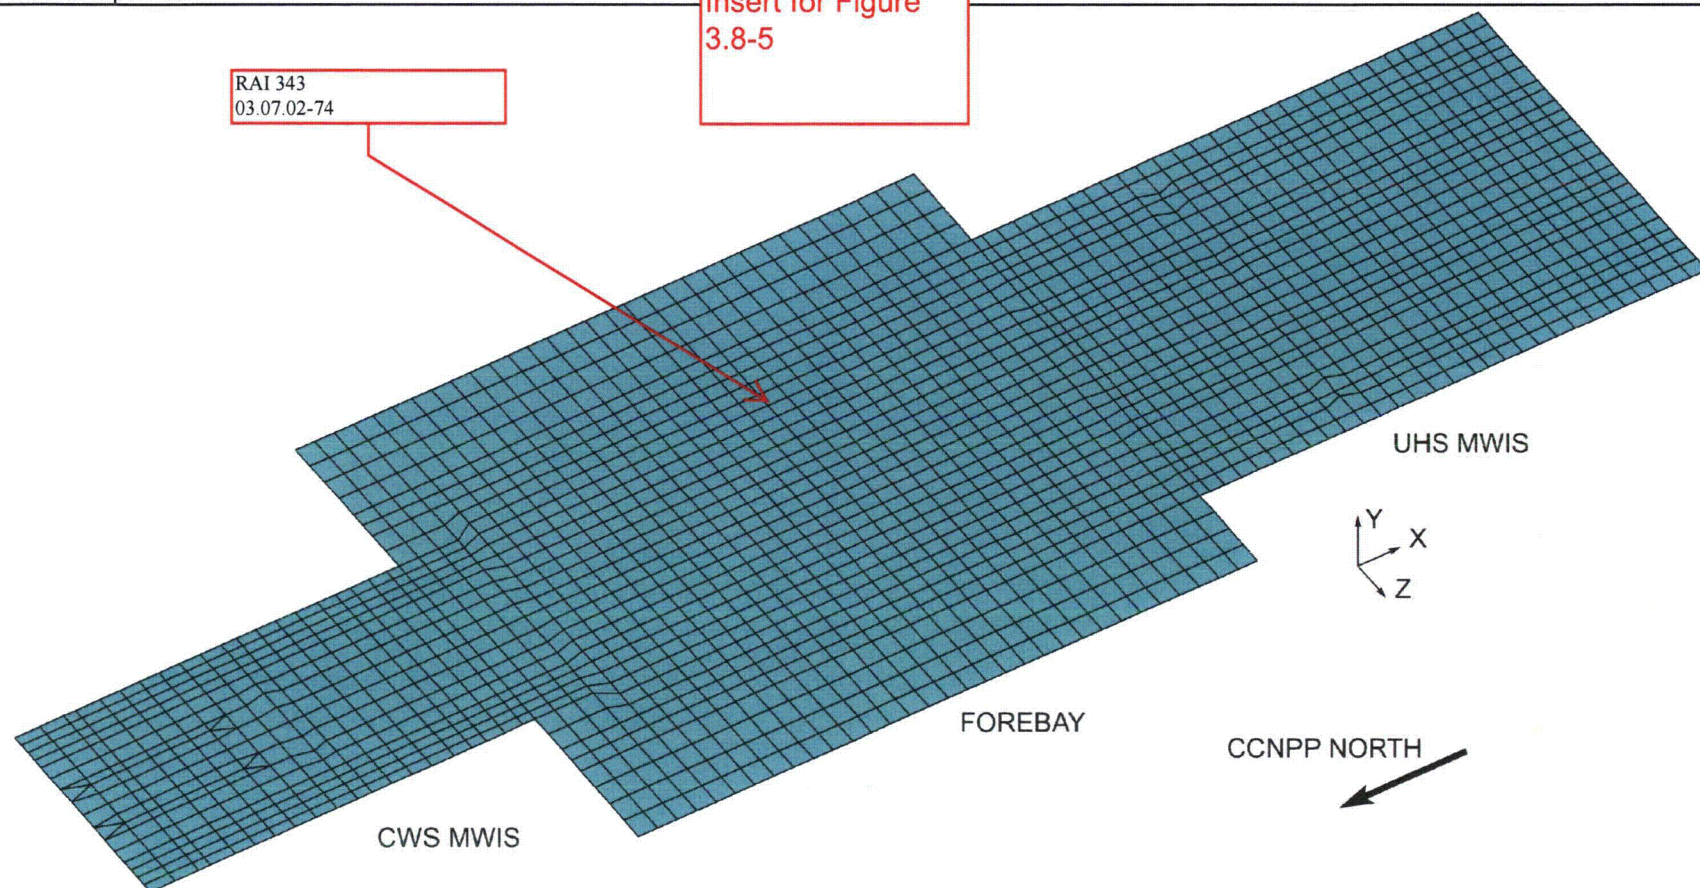 Insert for Figure
3.8-5
RAI 343
03.07.02-74
UHS MWIS
Y
X
Z
FOREBAY
CCNPP NORTH
CWS MWIS